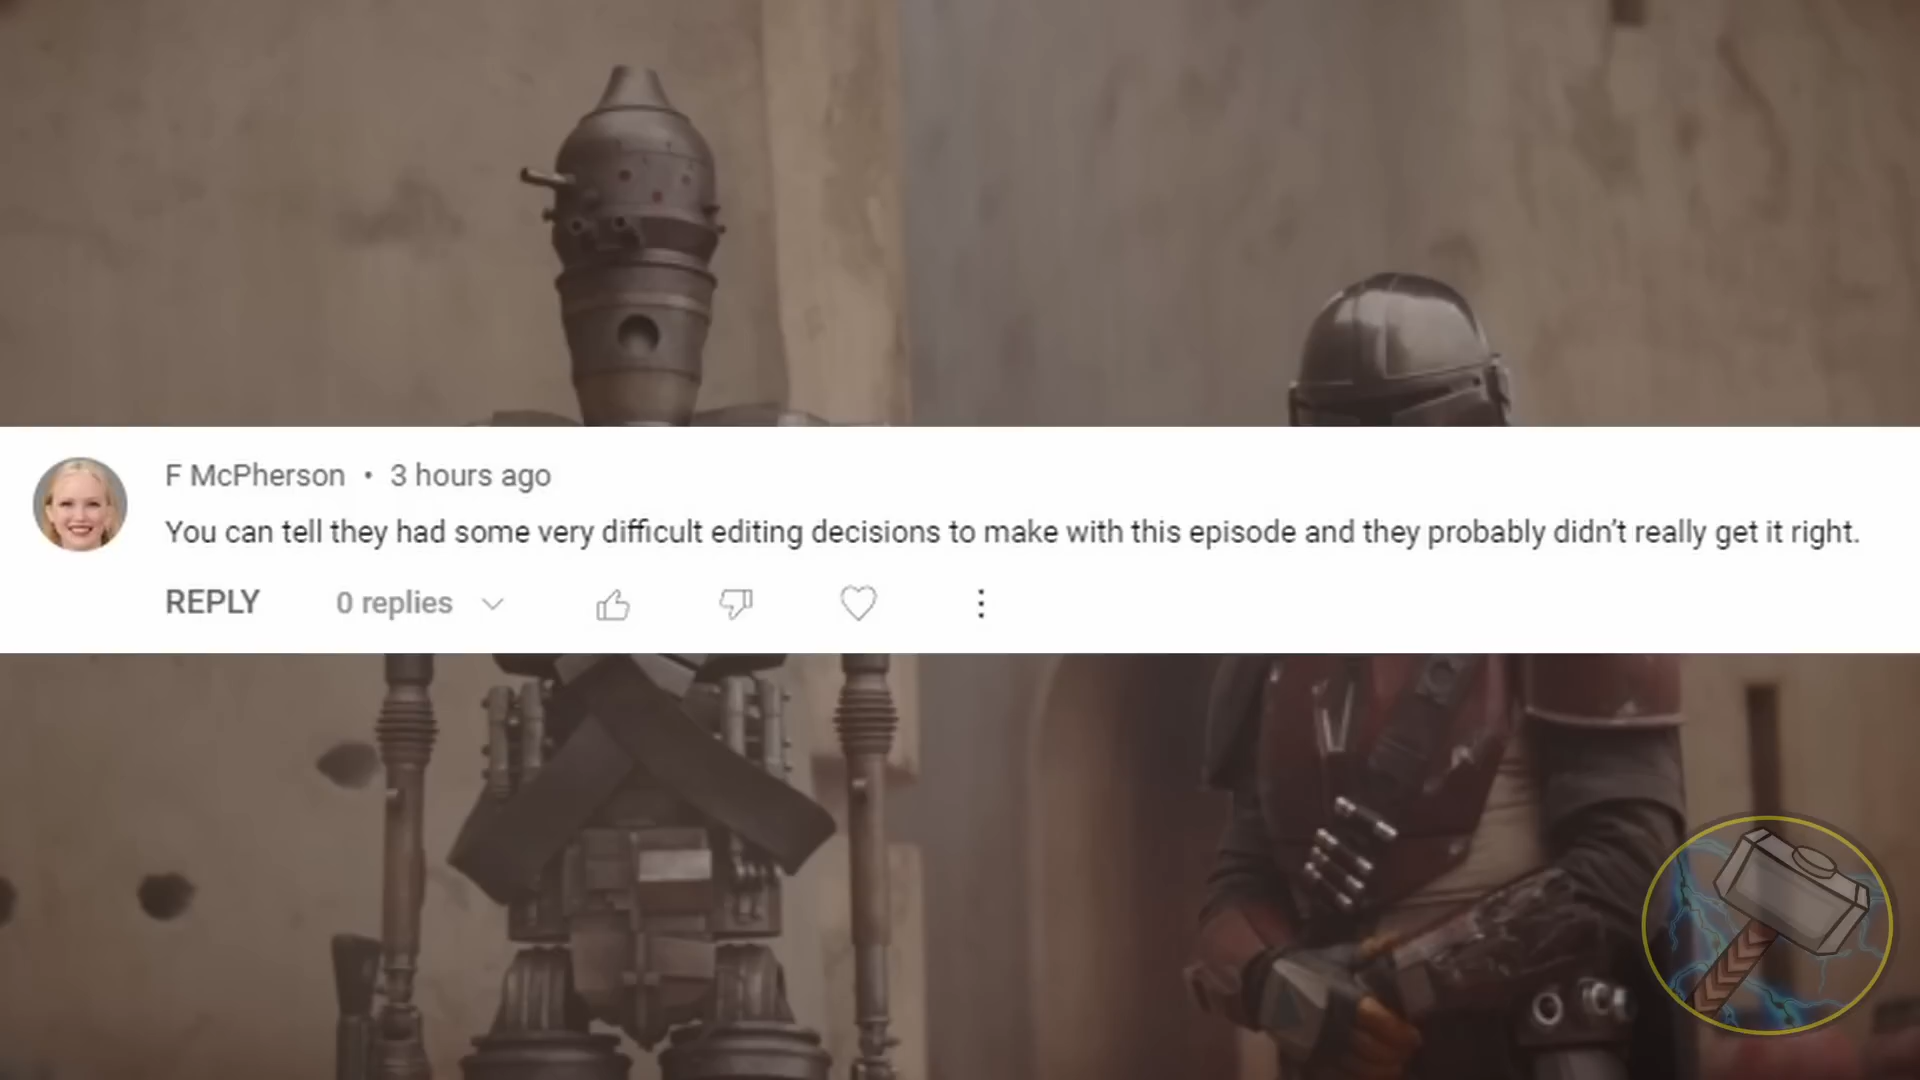 F McPherson • 3 hours ago
You can tell they had some very difficult editing decisions to make with this episode and they probably didn't really get it right.
REPLY 0 replies